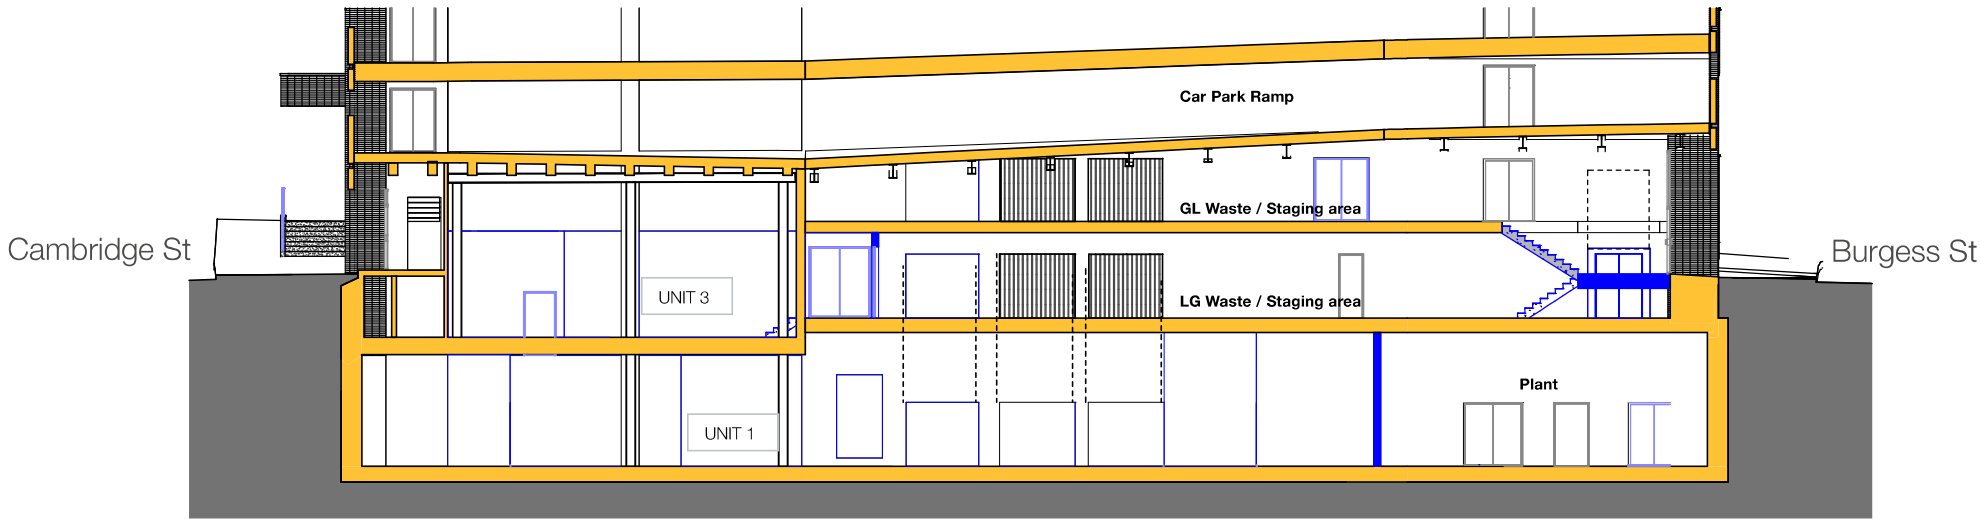 Car Park Ramp
GL Waste / Staging area
Cambridge St
Burgess St
UNIT 3
LG Waste / Staging area
Plant
UNIT 1